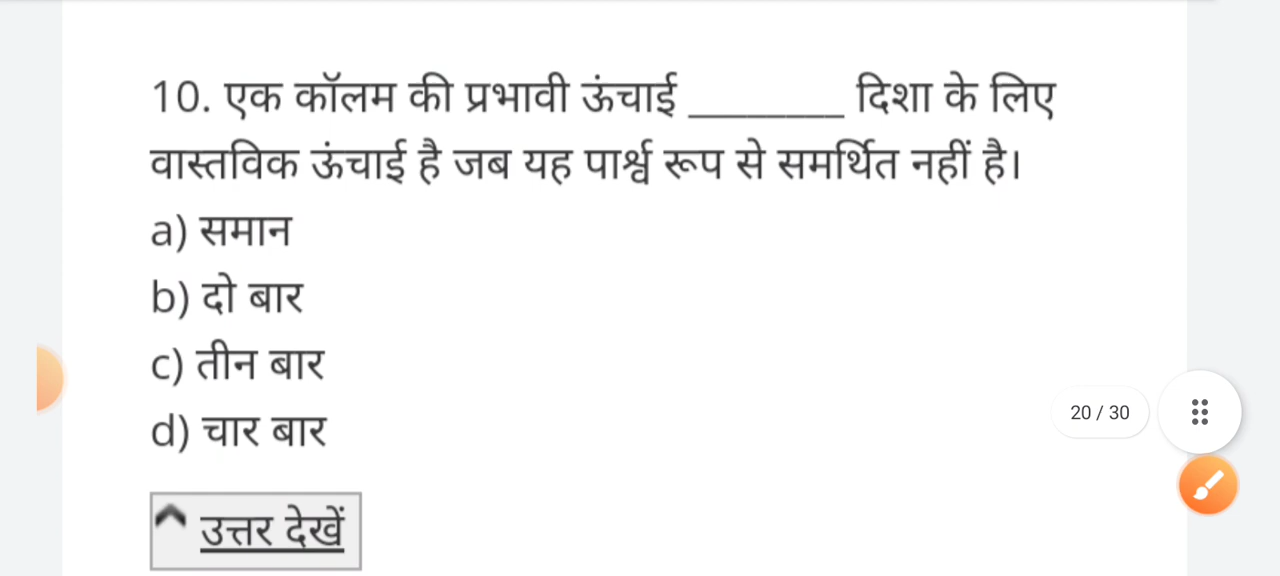 10. एक कॉलम की प्रभावी ऊंचाई ________ दिशा के लिए
वास्तविक ऊंचाई है जब यह पार्श्व रूप से समर्थित नहीं है।
a) समान
b) दो बार
c) तीन बार
d) चार बार
20 / 30
उत्तर देखें